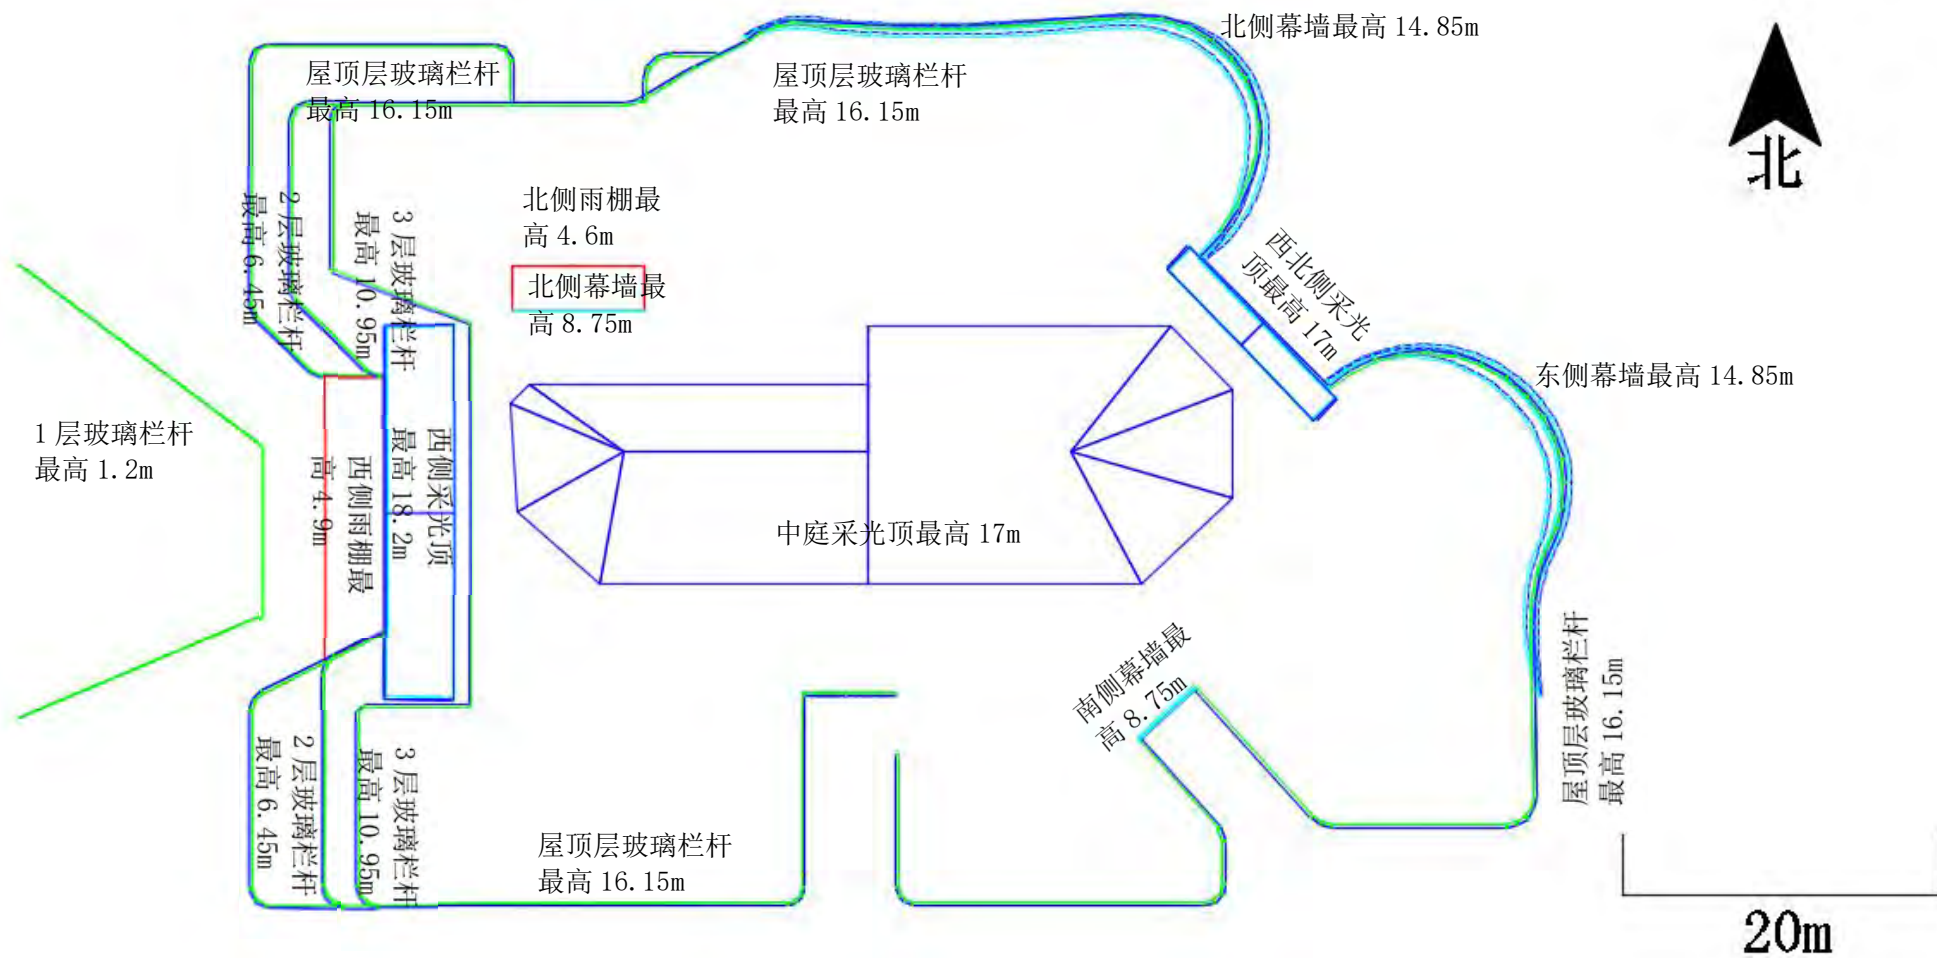 北侧幕墙最高 14.85m
屋顶层玻璃栏杆
最高 16.15m
屋顶层玻璃栏杆
最高 16.15m
北
2 层玻璃栏杆
最高 6.45m
3 层玻璃栏杆
最高 10.95m
北侧雨棚最
高 4.6m
北侧幕墙最
高 8.75m
西北侧采光
顶最高 17m
东侧幕墙最高 14.85m
1 层玻璃栏杆
最高 1.2m
西侧雨棚最
高 4.9m
西侧采光顶
最高 18.2m
中庭采光顶最高 17m
南侧幕墙最
高 8.75m
屋顶层玻璃栏杆
最高 16.15m
2 层玻璃栏杆
最高 6.45m
3 层玻璃栏杆
最高 10.95m
屋顶层玻璃栏杆
最高 16.15m
20m